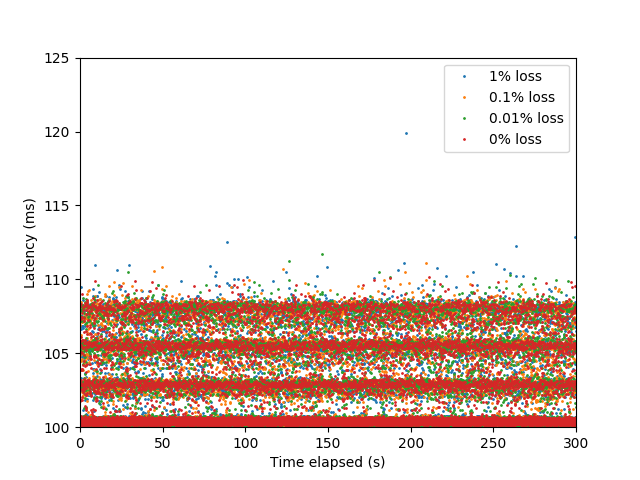 125
120
115
110
105
100
Latency (ms)
0 50 100 150 200 250 300
Time elapsed (s)
1% loss
0.1% loss
0.01% loss
0% loss